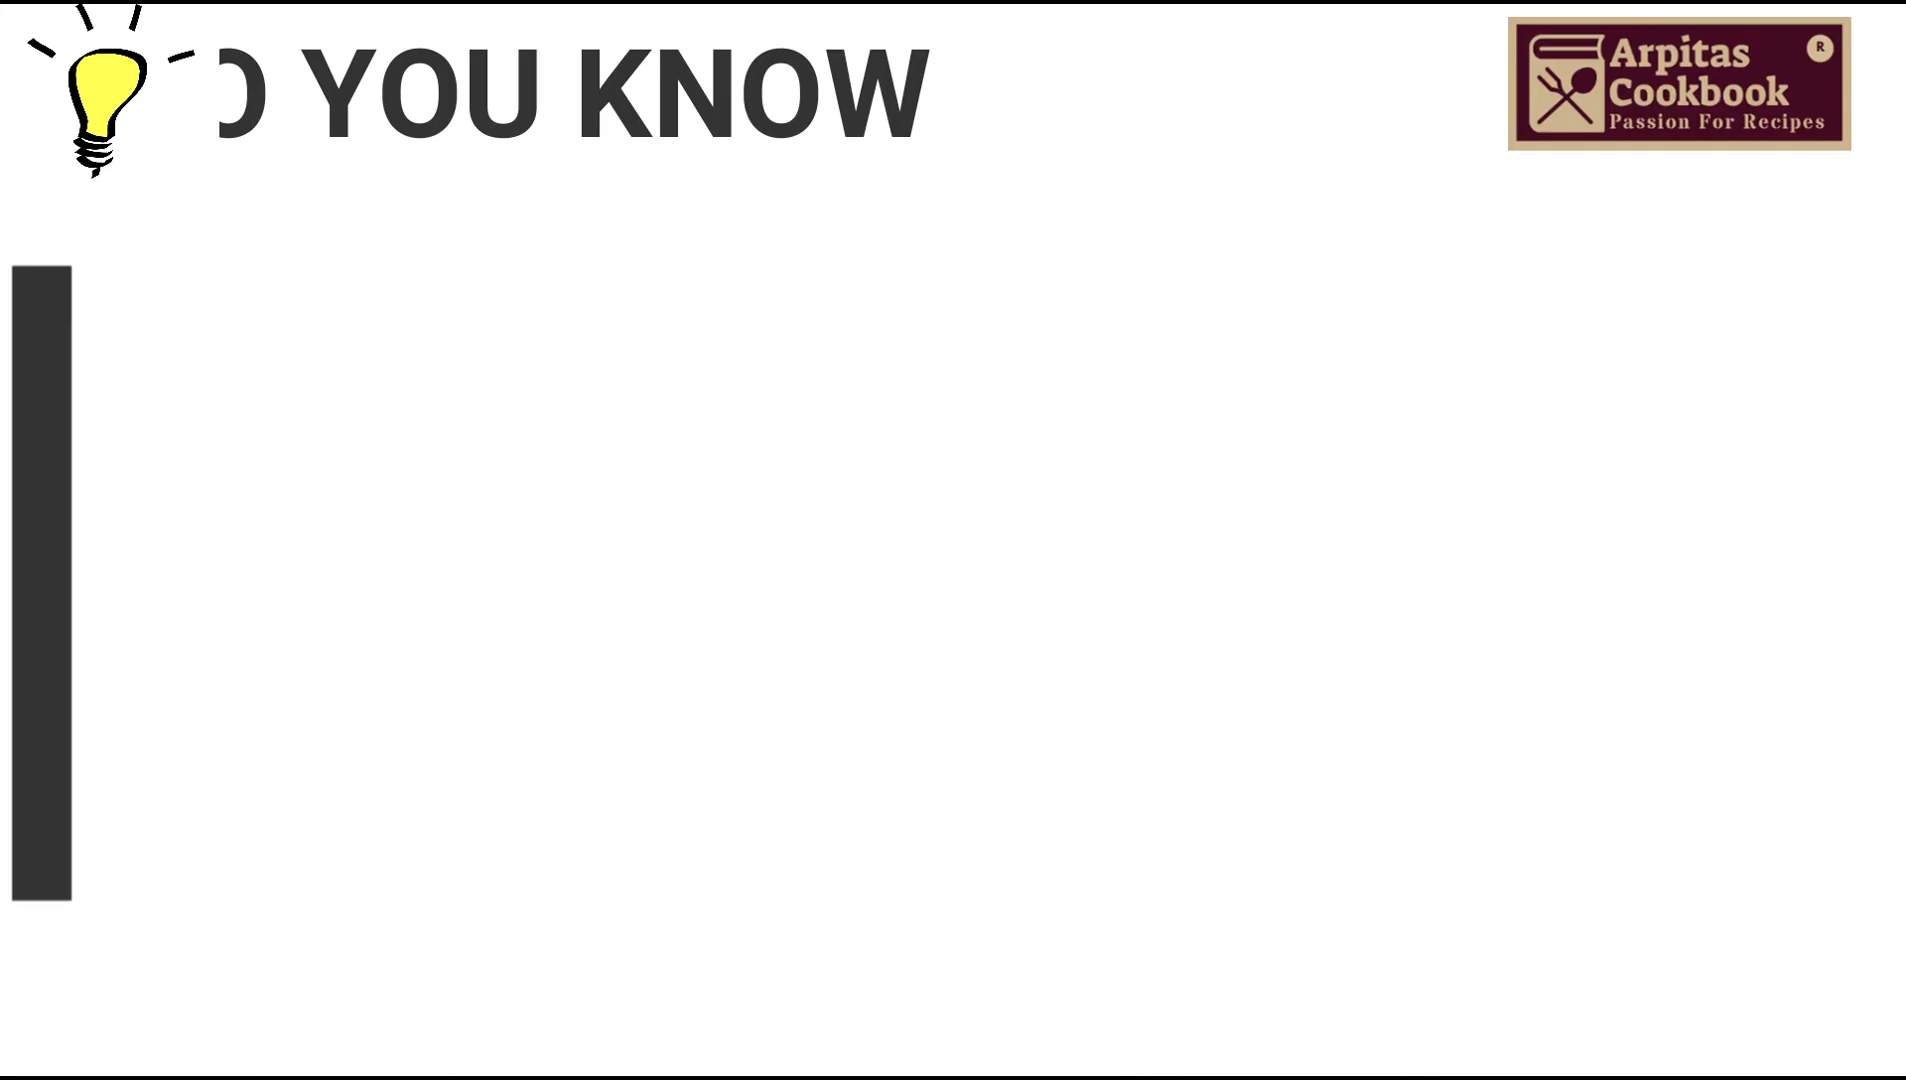 YOU KNOW
Arpitas
Cookbook
R
Passion For Recipes